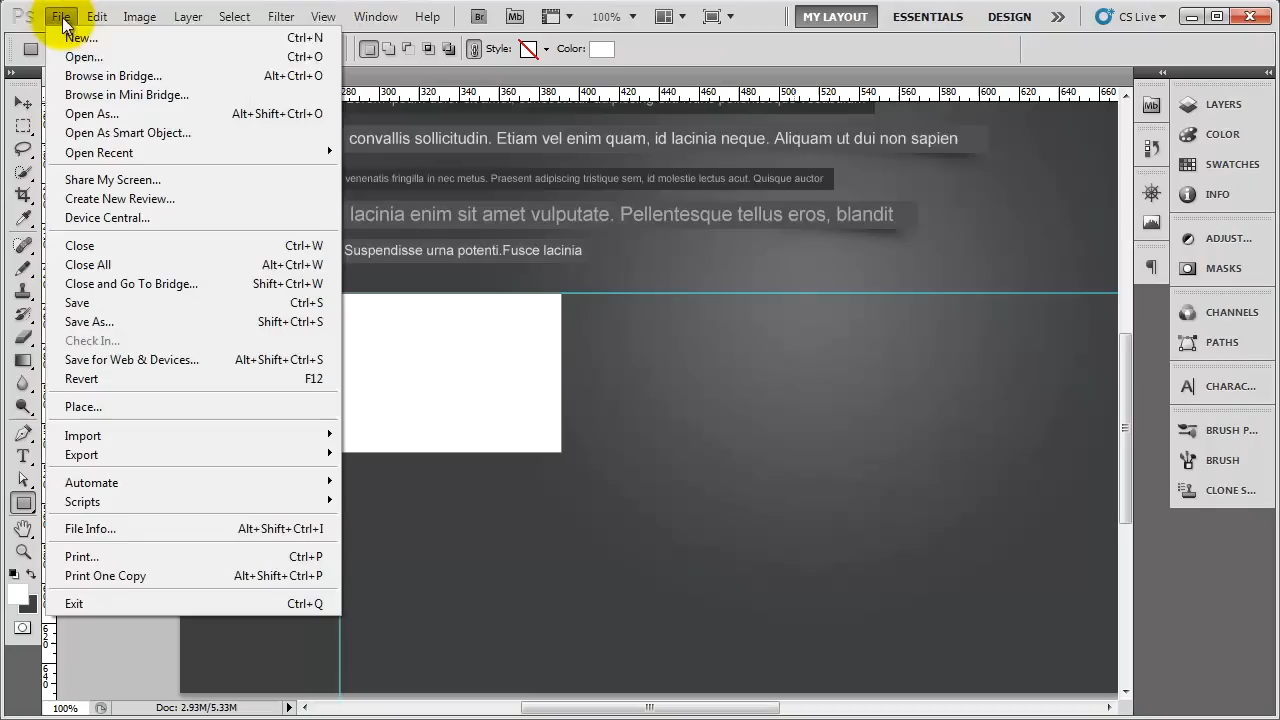 Ps File Edit Image Layer Select Filter View Window Help Br Mb 100% MY LAYOUT ESSENTIALS DESIGN CS Live
Style: Color:
280 300 320 340 360 380 400 420 440 460 480 500 520 540 560 580 600 620 640 660
New... Ctrl+N
Open... Ctrl+O
Browse in Bridge... Alt+Ctrl+O
Browse in Mini Bridge...
Open As... Alt+Shift+Ctrl+O
Open As Smart Object...
Open Recent
Share My Screen...
Create New Review...
Device Central...
Close Ctrl+W
Close All Alt+Ctrl+W
Close and Go To Bridge... Shift+Ctrl+W
Save Ctrl+S
Save As... Shift+Ctrl+S
Check In...
Save for Web & Devices... Alt+Shift+Ctrl+S
Revert F12
Place...
Import
Export
Automate
Scripts
File Info... Alt+Shift+Ctrl+I
Print... Ctrl+P
Print One Copy Alt+Shift+Ctrl+P
Exit Ctrl+Q
convallis sollicitudin. Etiam vel enim quam, id lacinia neque. Aliquam ut dui non sapien
venenatis fringilla in nec metus. Praesent adipiscing tristique sem, id molestie lectus acut. Quisque auctor
lacinia enim sit amet vulputate. Pellentesque tellus eros, blandit
Suspendisse urna potenti.Fusce lacinia
Mb
LAYERS
COLOR
SWATCHES
INFO
ADJUST...
MASKS
CHANNELS
PATHS
CHARAC...
BRUSH P...
BRUSH
CLONE S...
620
640
100% Doc: 2.93M/5.33M